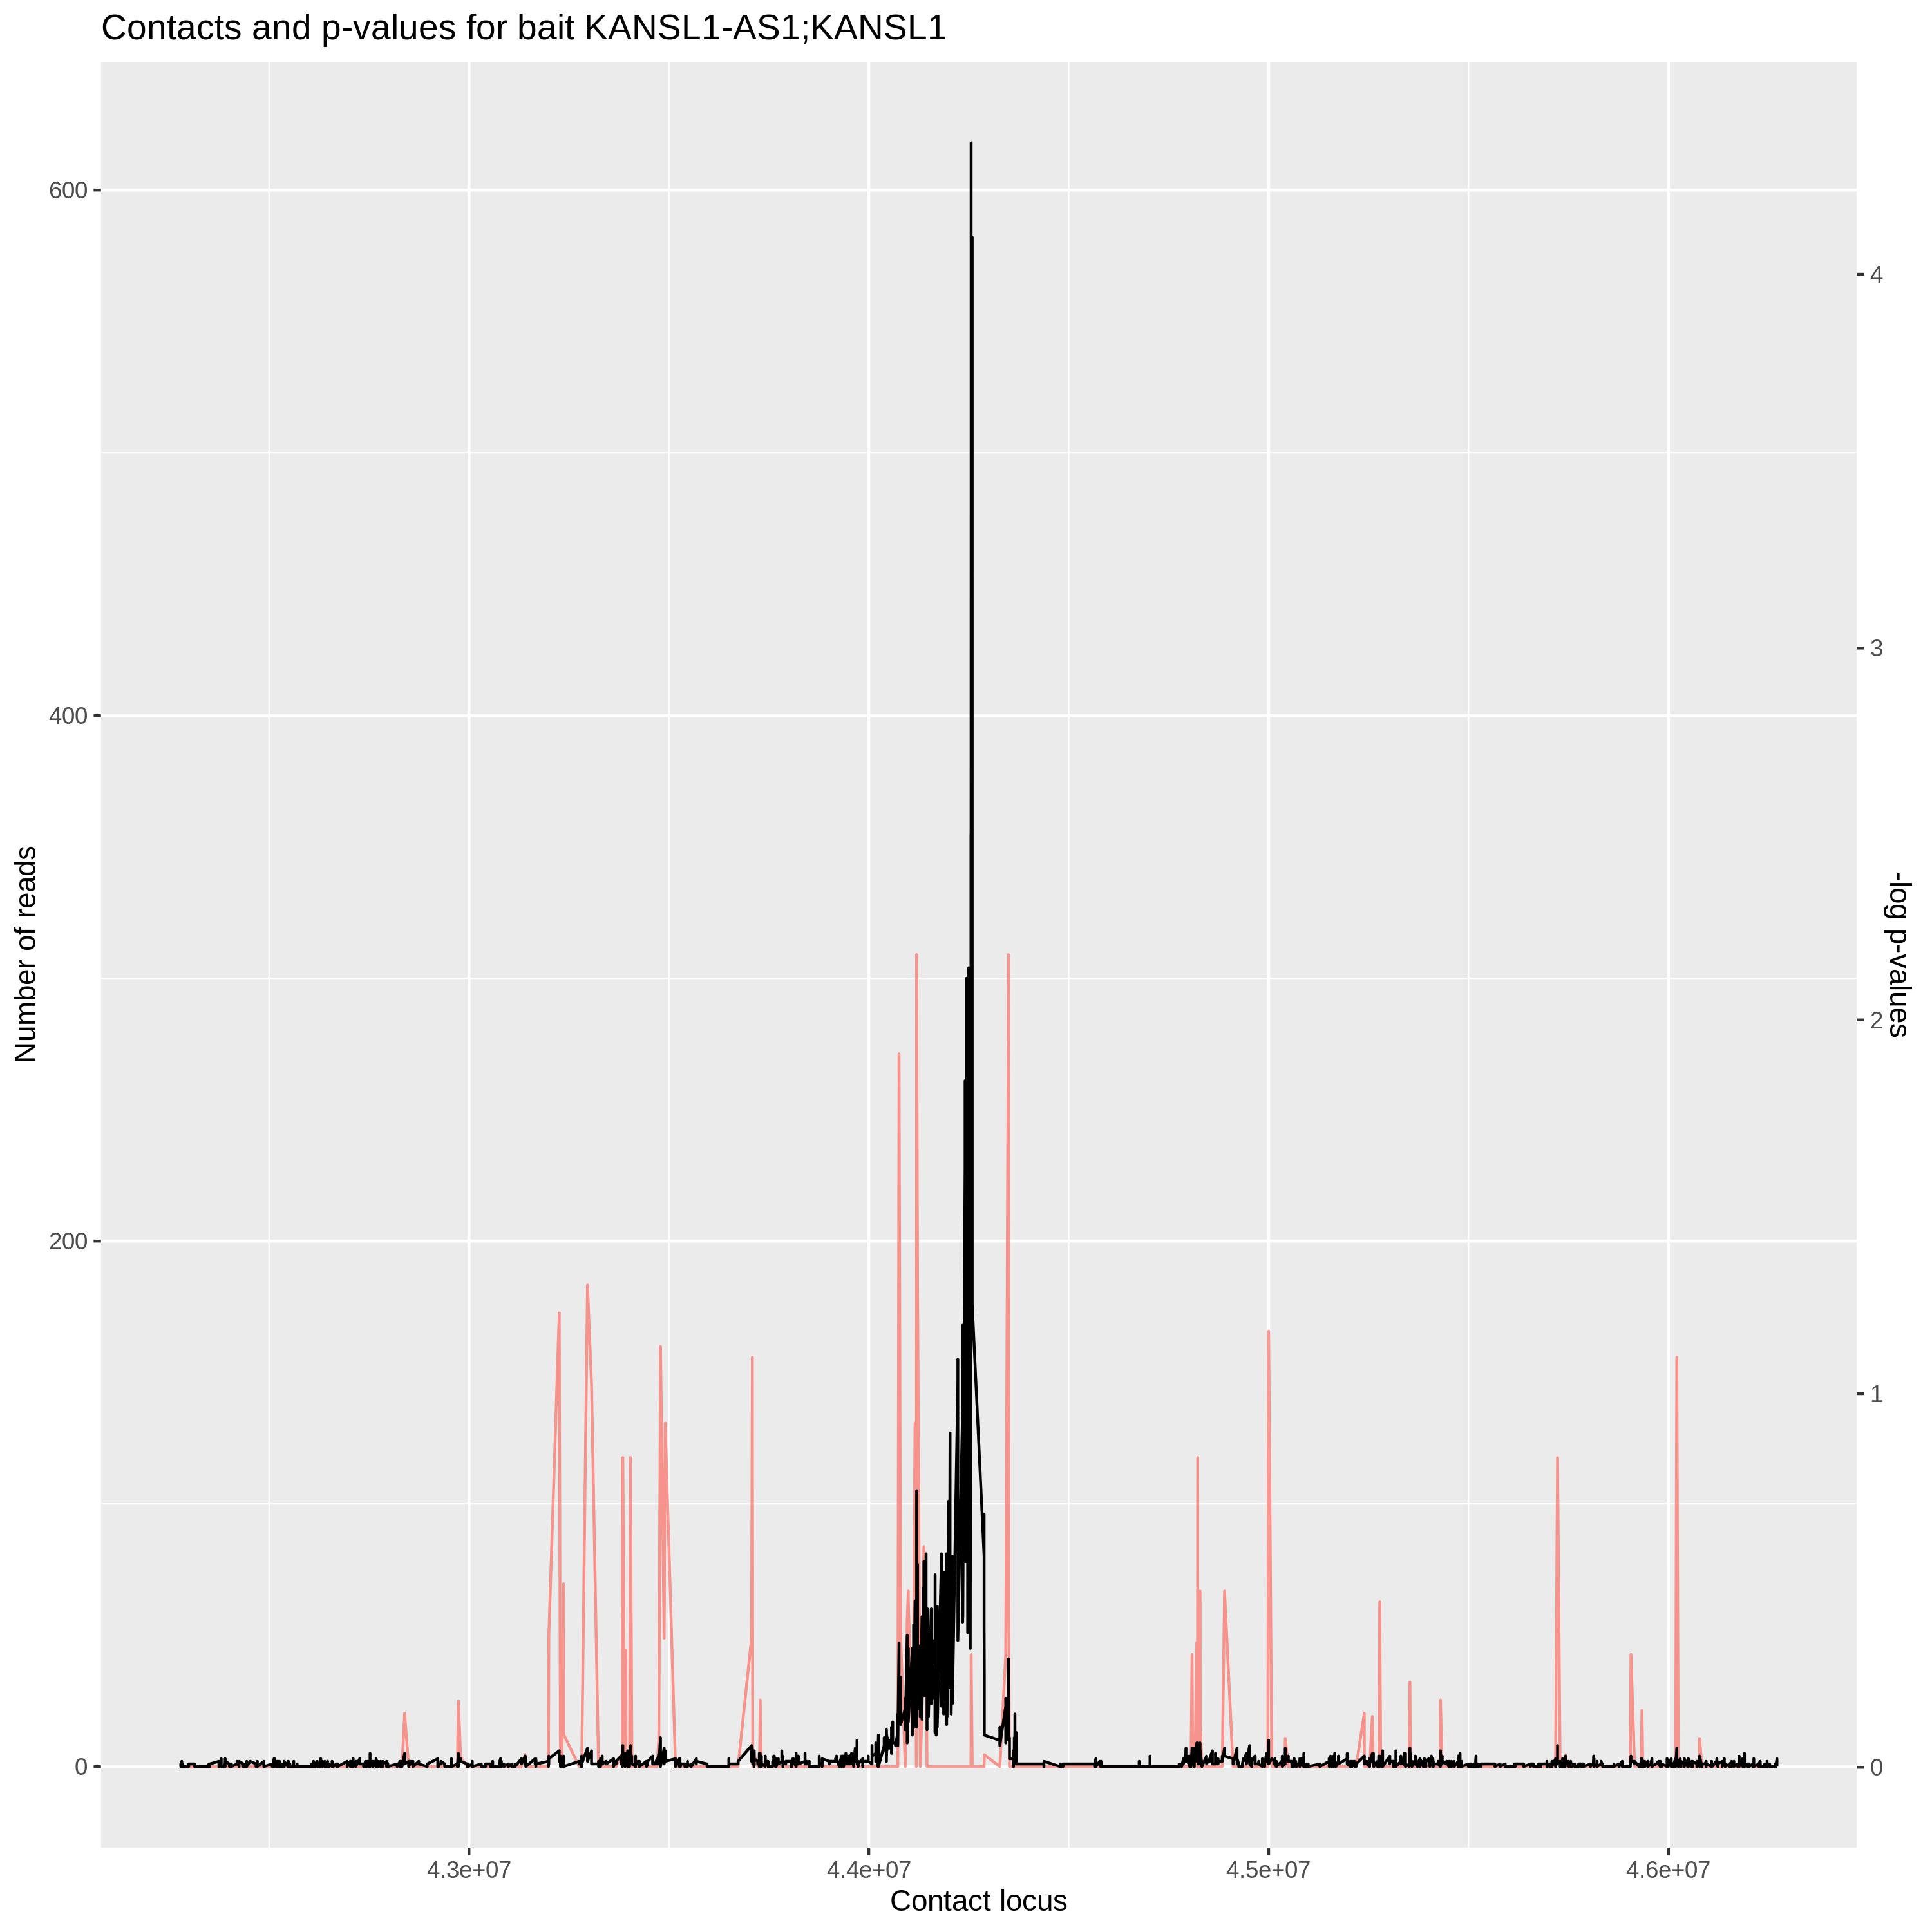 Contacts and p-values for bait KANSL1-AS1;KANSL1
600
400
200
0
Number of reads
4
3
2
1
0
-log p-values
4.3e+07 4.4e+07 4.5e+07 4.6e+07
Contact locus